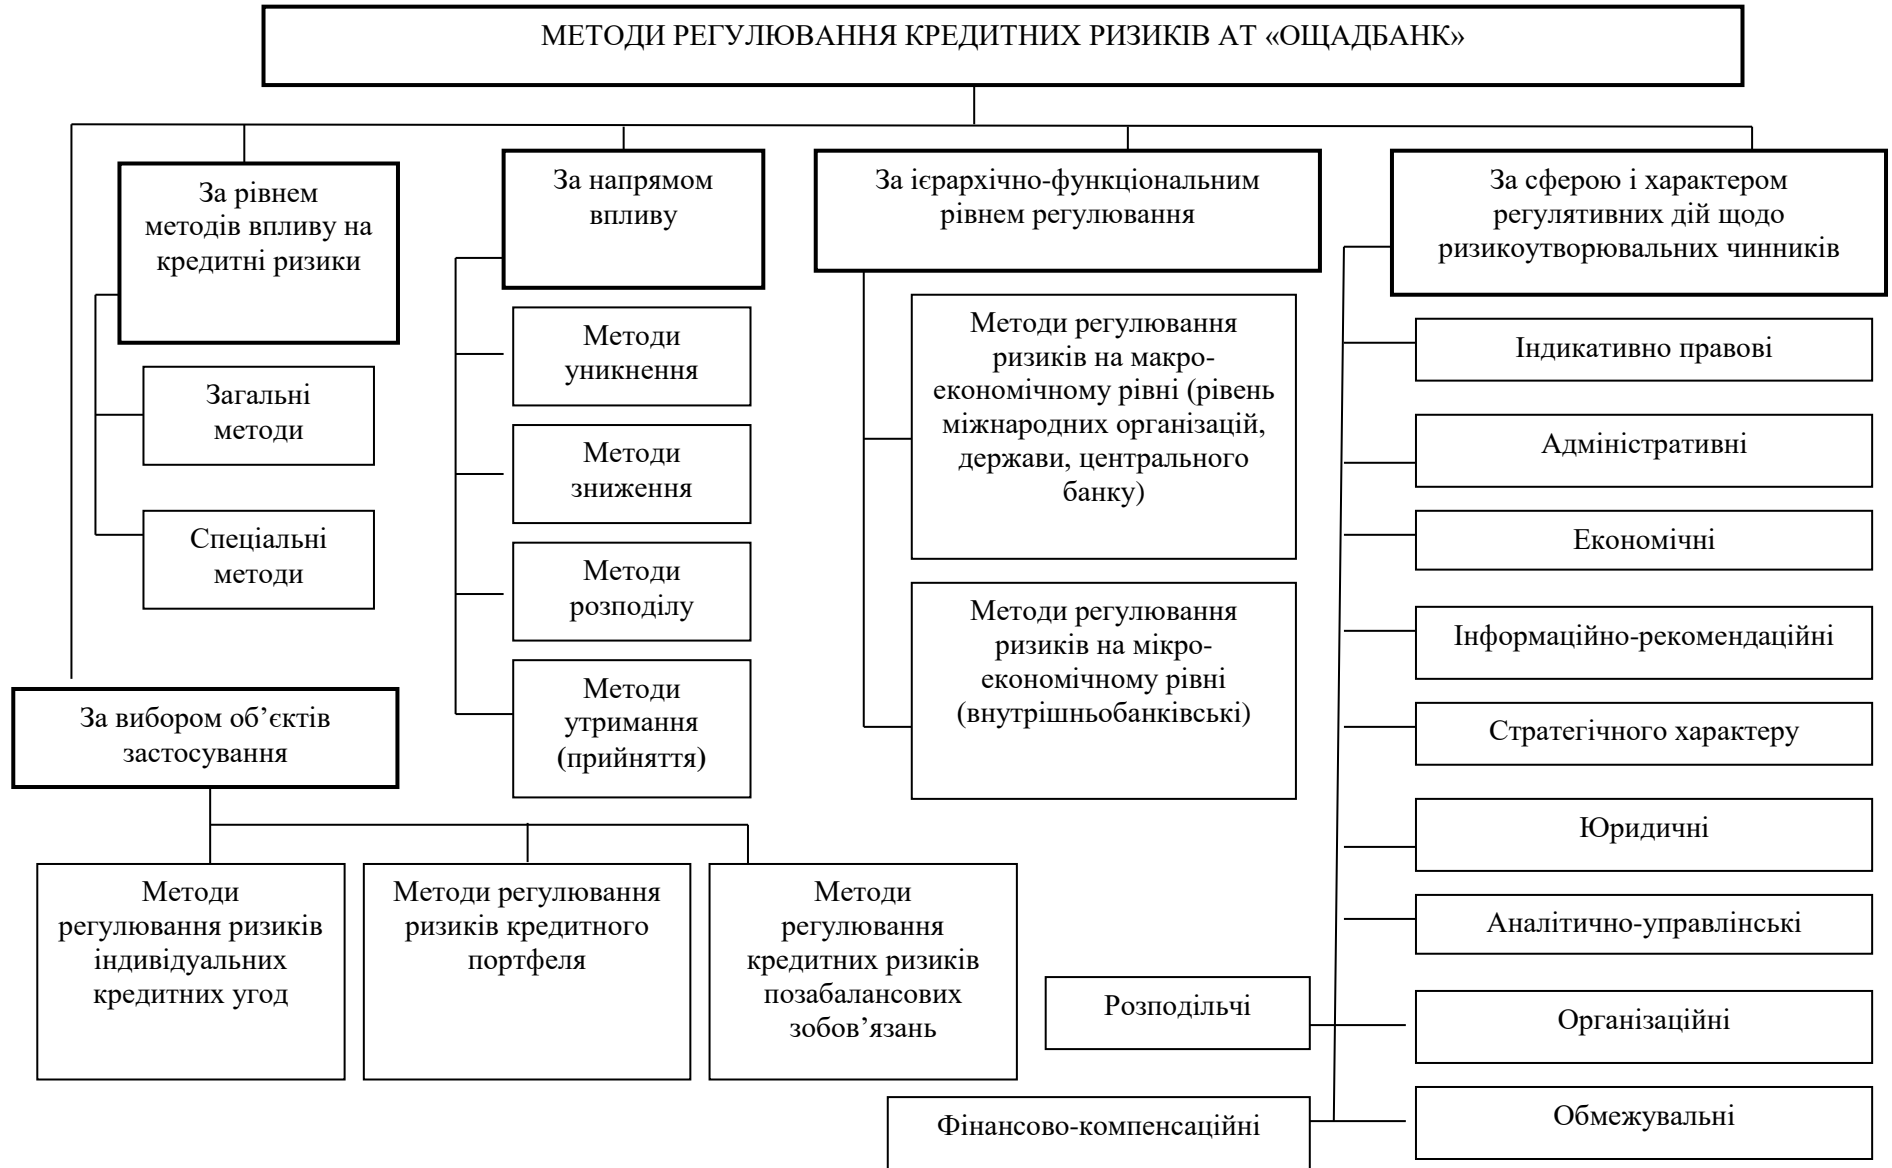 МЕТОДИ РЕГУЛЮВАННЯ КРЕДИТНИХ РИЗИКІВ АТ «ОЩАДБАНК»
За рівнем
методів впливу на
кредитні ризики
Загальні
методи
Спеціальні
методи
За напрямом
впливу
Методи
уникнення
Методи
зниження
Методи
розподілу
Методи
утримання
(прийняття)
За ієрархічно-функціональним
рівнем регулювання
Методи регулювання
ризиків на макро-
економічному рівні (рівень
міжнародних організацій,
держави, центрального
банку)
Методи регулювання
ризиків на мікро-
економічному рівні
(внутрішньобанківські)
За сферою і характером
регулятивних дій щодо
ризикоутворювальних чинників
Індикативно правові
Адміністративні
Економічні
Інформаційно-рекомендаційні
Стратегічного характеру
Юридичні
Аналітично-управлінські
Організаційні
Обмежувальні
Розподільчі
Фінансово-компенсаційні
За вибором об’єктів
застосування
Методи
регулювання ризиків
індивідуальних
кредитних угод
Методи регулювання
ризиків кредитного
портфеля
Методи
регулювання
кредитних ризиків
позабалансових
зобов’язань